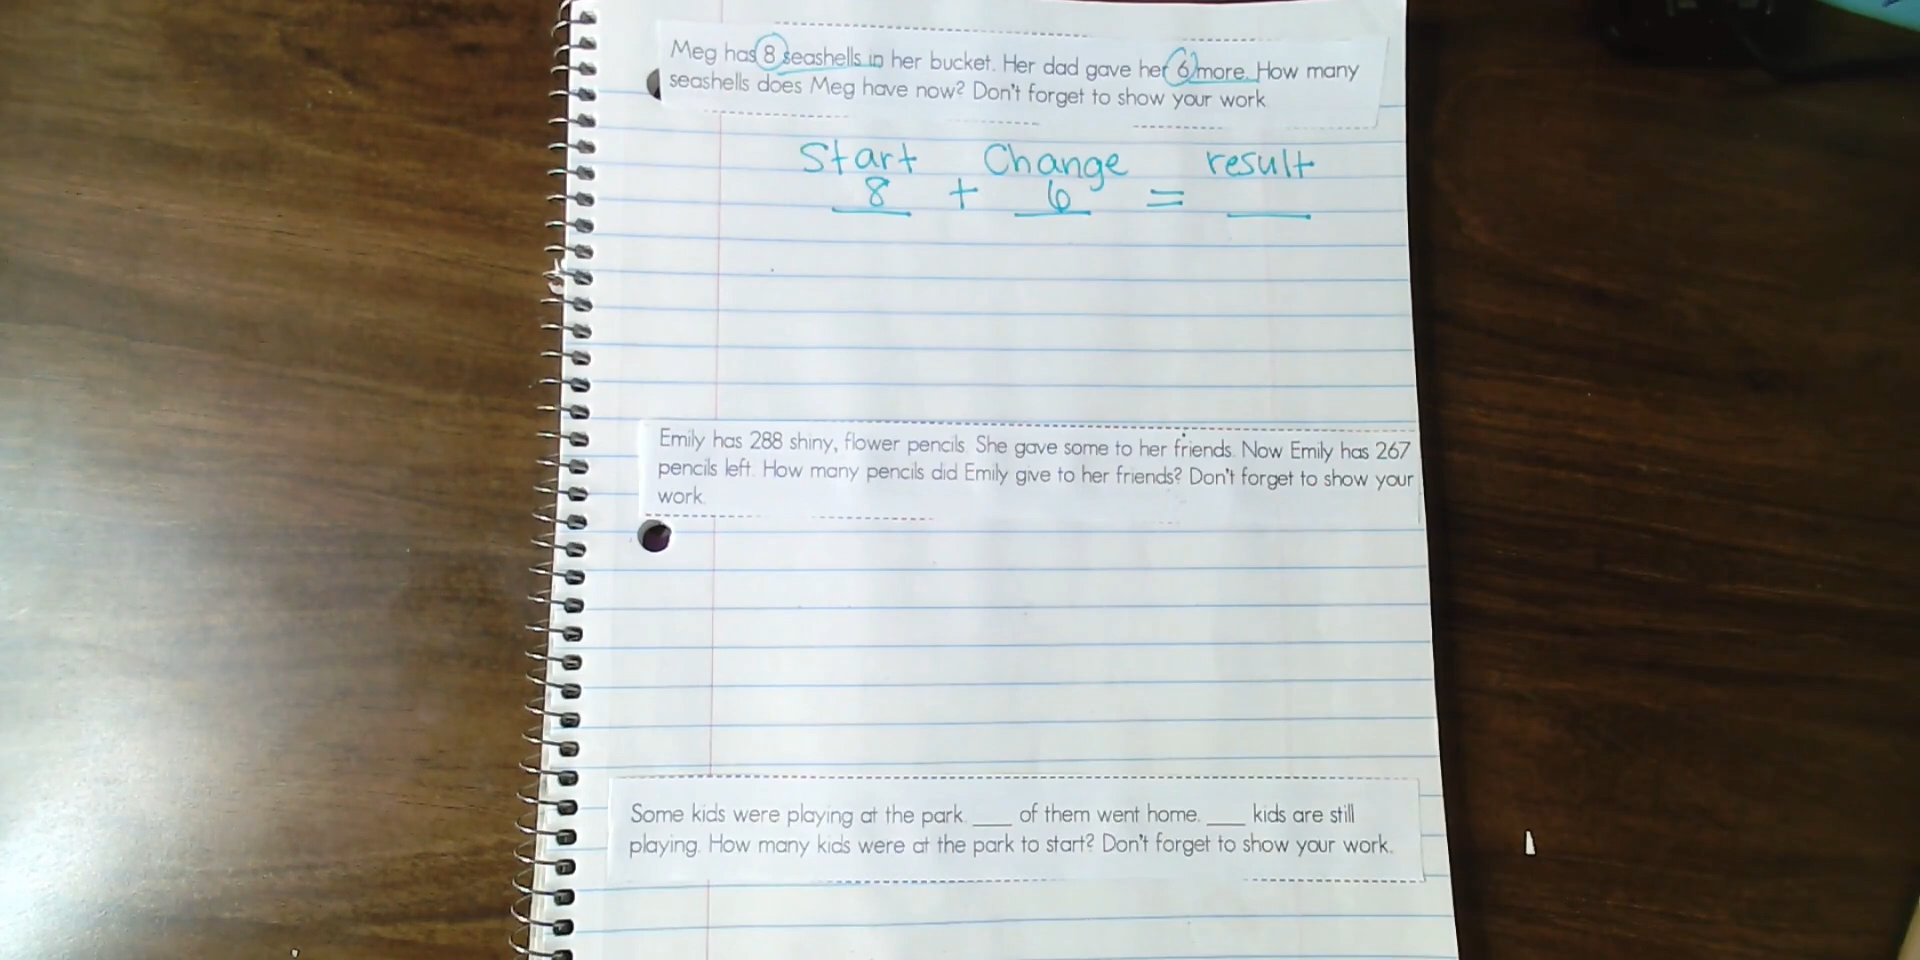 Meg has 8 seashells in her bucket. Her dad gave her 6 more. How many
seashells does Meg have now? Don't forget to show your work
Start Change result
8 + 6 = ___
Emily has 288 shiny, flower pencils. She gave some to her friends. Now Emily has 267
pencils left. How many pencils did Emily give to her friends? Don't forget to show your
work.
Some kids were playing at the park. ___ of them went home. ___ kids are still
playing. How many kids were at the park to start? Don't forget to show your work.